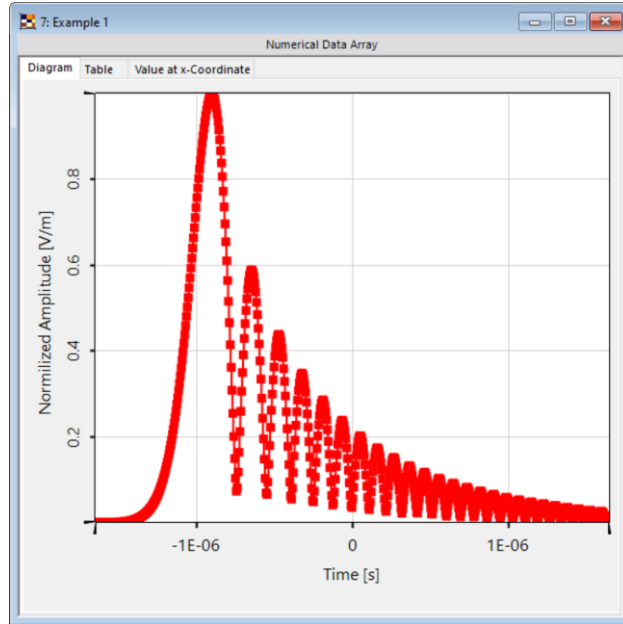 7: Example 1
Numerical Data Array
Diagram Table Value at x-Coordinate
Normilized Amplitude [V/m]
0.8
0.6
0.4
0.2
-1E-06 0 1E-06
Time [s]